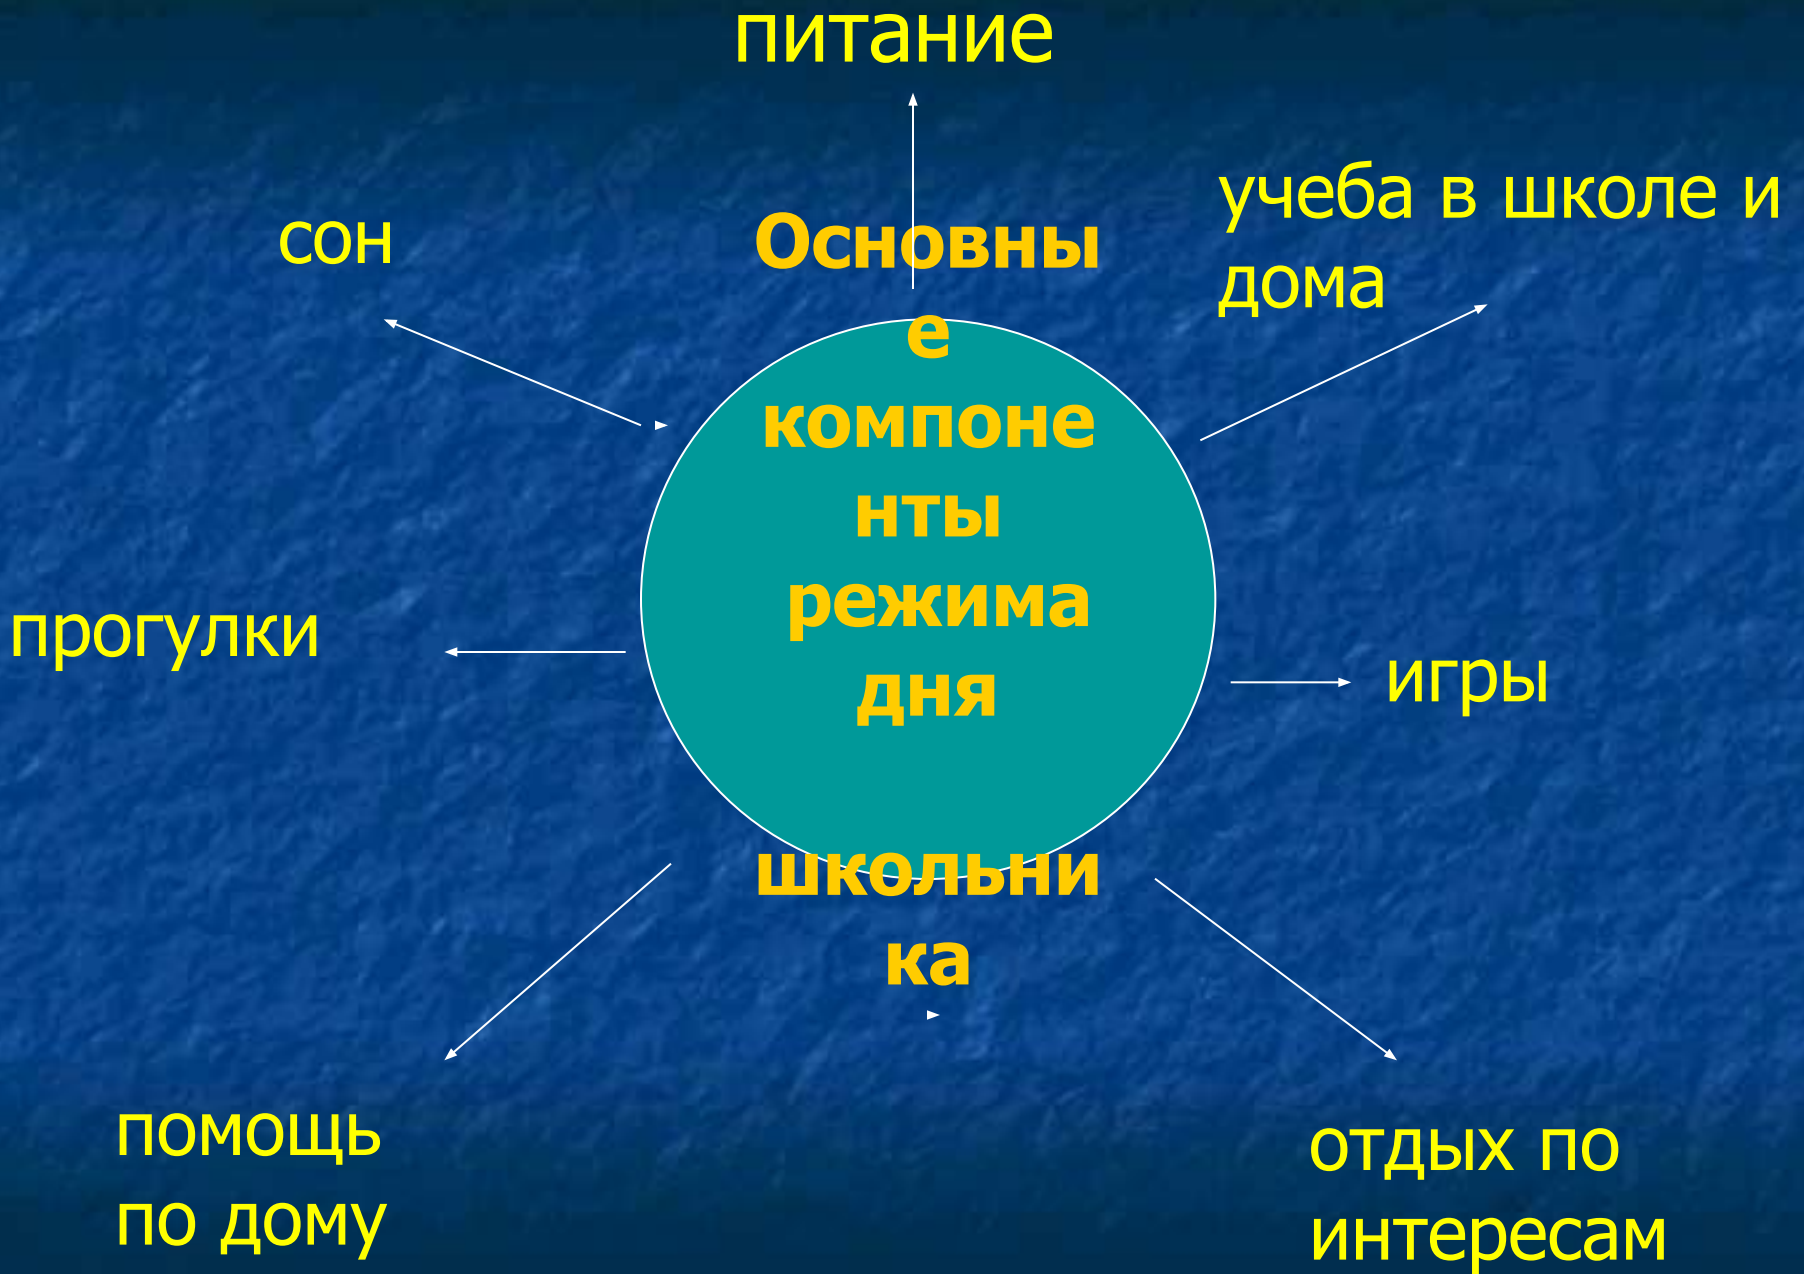 питание
учеба в школе и
дома
сон
Основны
е
компоне
нты
режима
дня
школьни
ка
прогулки
игры
помощь
по дому
отдых по
интересам